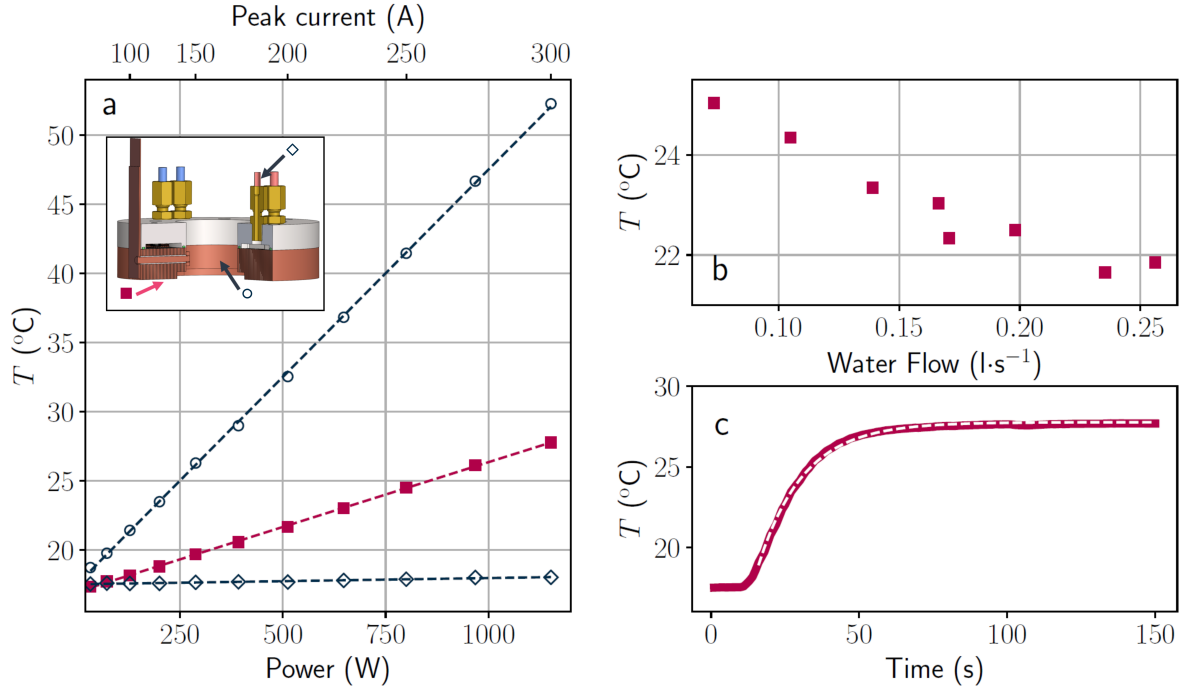 Peak current (A)
100 150 200 250 300
a
50
45
40
35
30
25
20
T (°C)
250 500 750 1000
Power (W)
24
22
T (°C)
b
0.10 0.15 0.20 0.25
Water Flow (l·s⁻¹)
30
25
20
T (°C)
c
0 50 100 150
Time (s)